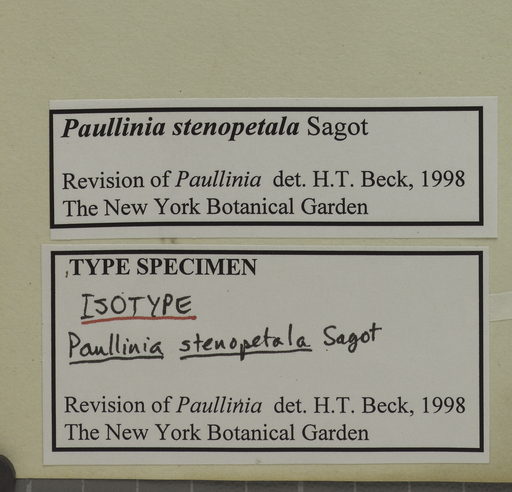 Paullinia stenopetala Sagot
Revision of Paullinia det. H.T. Beck, 1998
The New York Botanical Garden
TYPE SPECIMEN
ISOTYPE
Paullinia stenopetala Sagot
Revision of Paullinia det. H.T. Beck, 1998
The New York Botanical Garden